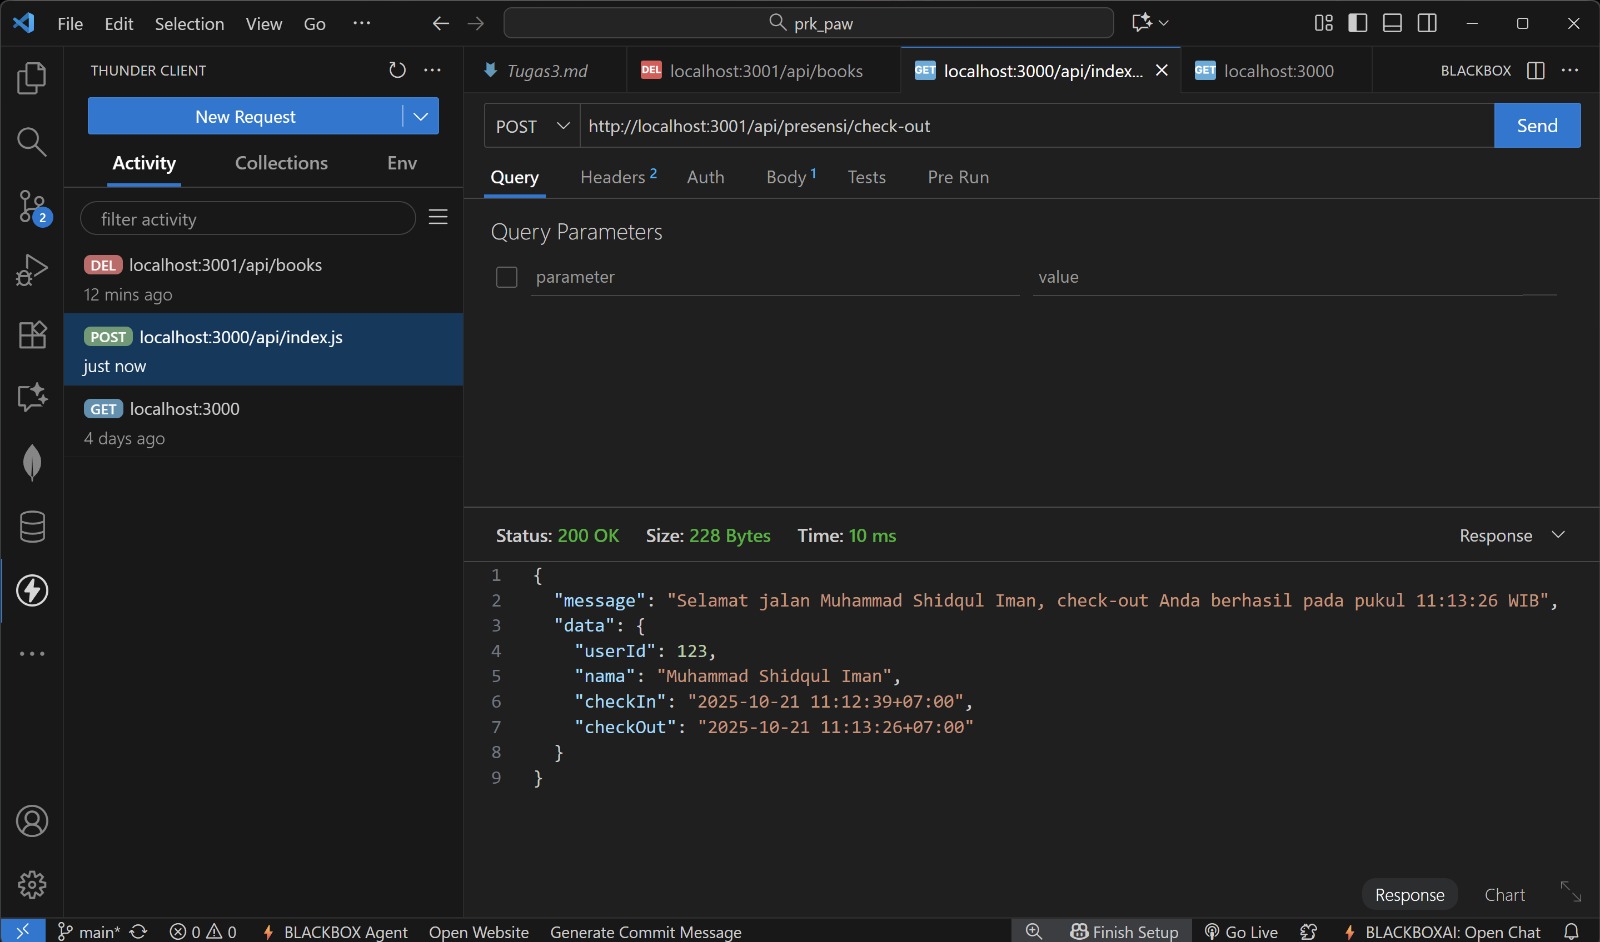 File Edit Selection View Go ··· prk_paw
THUNDER CLIENT ···
New Request
Activity Collections Env
filter activity
DEL localhost:3001/api/books
12 mins ago
POST localhost:3000/api/index.js
just now
GET localhost:3000
4 days ago
2
Tugas3.md DEL localhost:3001/api/books GET localhost:3000/api/index... GET localhost:3000 BLACKBOX ···
POST http://localhost:3001/api/presensi/check-out Send
Query Headers 2 Auth Body 1 Tests Pre Run
Query Parameters
parameter value
Status: 200 OK Size: 228 Bytes Time: 10 ms Response
1 {
2 "message": "Selamat jalan Muhammad Shidqul Iman, check-out Anda berhasil pada pukul 11:13:26 WIB",
3 "data": {
4 "userId": 123,
5 "nama": "Muhammad Shidqul Iman",
6 "checkIn": "2025-10-21 11:12:39+07:00",
7 "checkOut": "2025-10-21 11:13:26+07:00"
8 }
9 }
Response Chart
main* 0 0 BLACKBOX Agent Open Website Generate Commit Message Finish Setup Go Live BLACKBOXAI: Open Chat